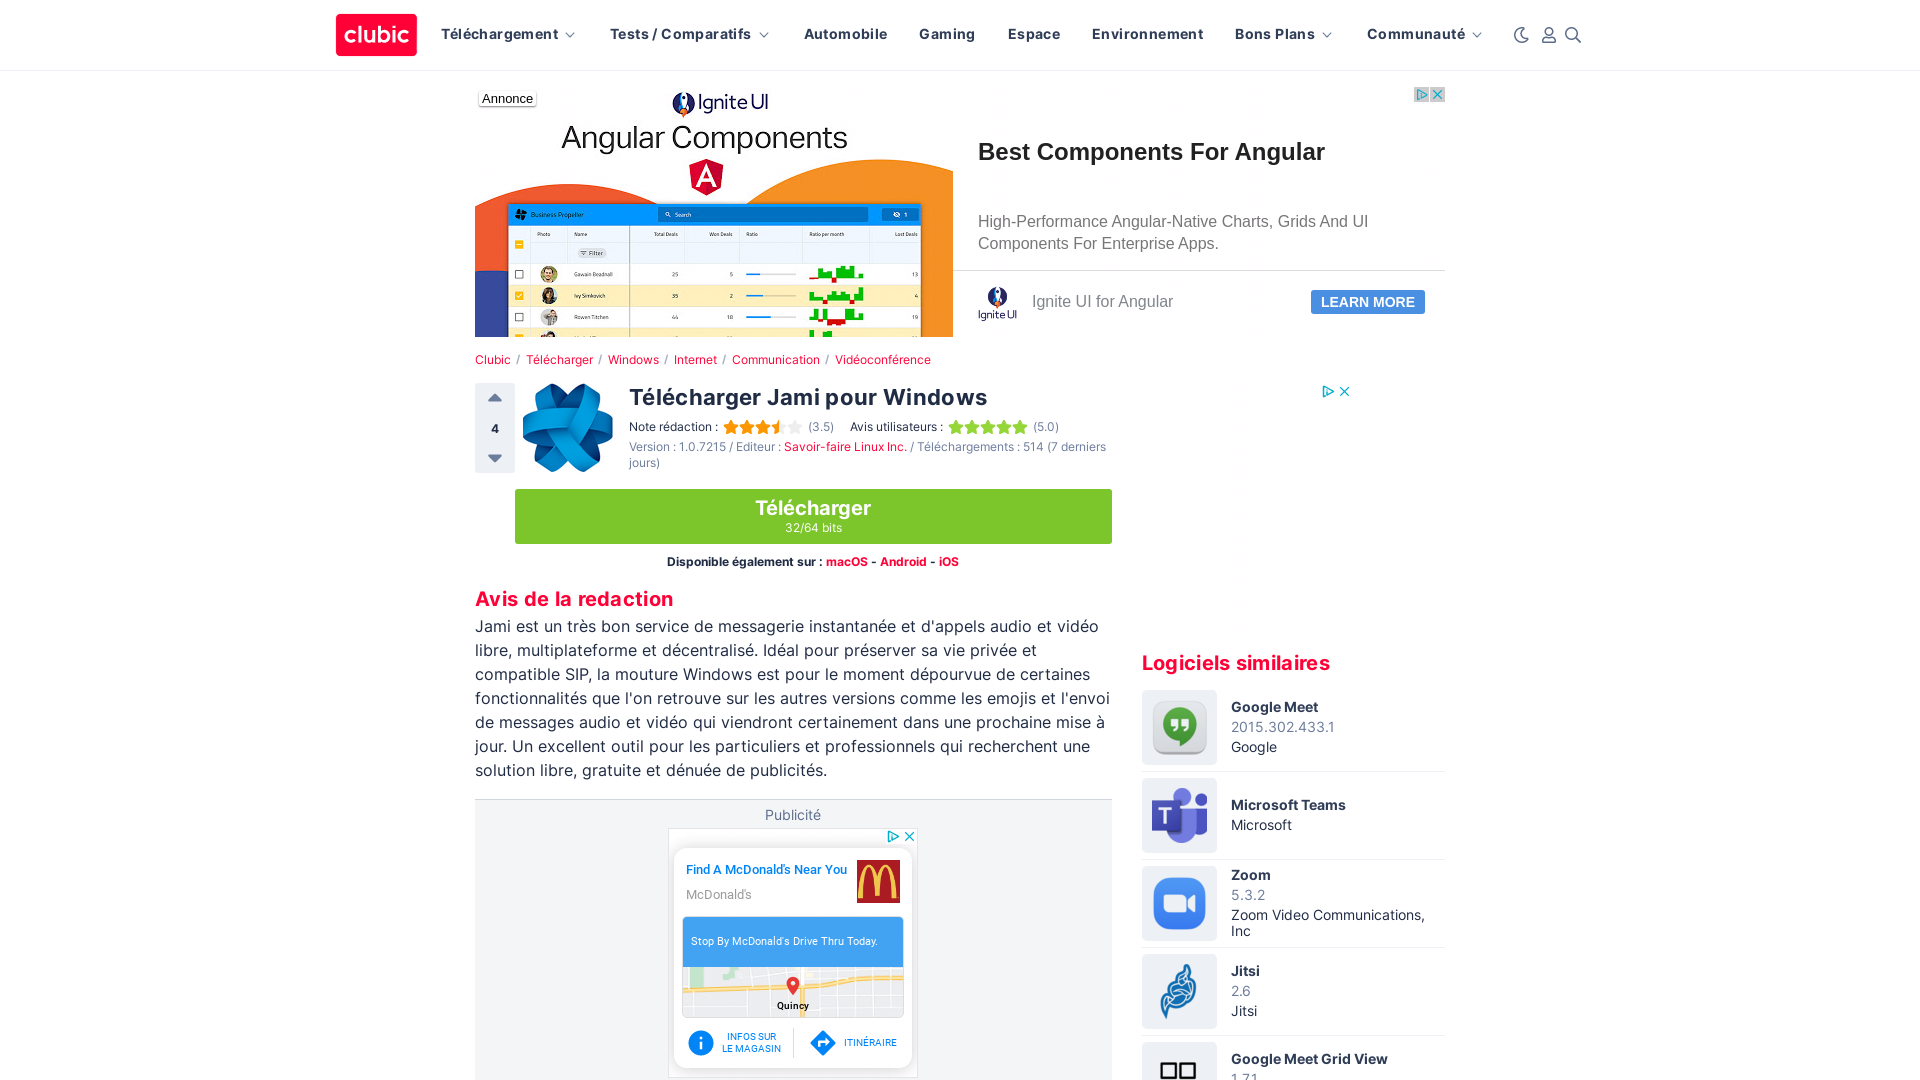 clubic
Téléchargement
Tests / Comparatifs
Automobile
Gaming
Espace
Environnement
Bons Plans
Communauté
Annonce
Ignite UI
Angular Components
Business Propeller
Search
1
Photo
Name
Total Deals
Won Deals
Ratio
Ratio per month
Last Deals
Filter
Gawain Beadnall
25
5
13
Ivy Simkovich
35
2
4
Rowen Titchen
44
18
19
Best Components For Angular
High-Performance Angular-Native Charts, Grids And UI
Components For Enterprise Apps.
Ignite UI
Ignite UI for Angular
LEARN MORE
Clubic / Télécharger / Windows / Internet / Communication / Vidéoconférence
4
Télécharger Jami pour Windows
Note rédaction : (3.5) Avis utilisateurs : (5.0)
Version : 1.0.7215 / Editeur : Savoir-faire Linux Inc. / Téléchargements : 514 (7 derniers
jours)
Télécharger
32/64 bits
Disponible également sur : macOS - Android - iOS
Avis de la redaction
Jami est un très bon service de messagerie instantanée et d'appels audio et vidéo
libre, multiplateforme et décentralisé. Idéal pour préserver sa vie privée et
compatible SIP, la mouture Windows est pour le moment dépourvue de certaines
fonctionnalités que l'on retrouve sur les autres versions comme les emojis et l'envoi
de messages audio et vidéo qui viendront certainement dans une prochaine mise à
jour. Un excellent outil pour les particuliers et professionnels qui recherchent une
solution libre, gratuite et dénuée de publicités.
Publicité
Find A McDonald's Near You
McDonald's
Stop By McDonald's Drive Thru Today.
Quincy
INFOS SUR
LE MAGASIN
ITINÉRAIRE
Logiciels similaires
Google Meet
2015.302.433.1
Google
Microsoft Teams
Microsoft
Zoom
5.3.2
Zoom Video Communications,
Inc
Jitsi
2.6
Jitsi
Google Meet Grid View
1.7.1